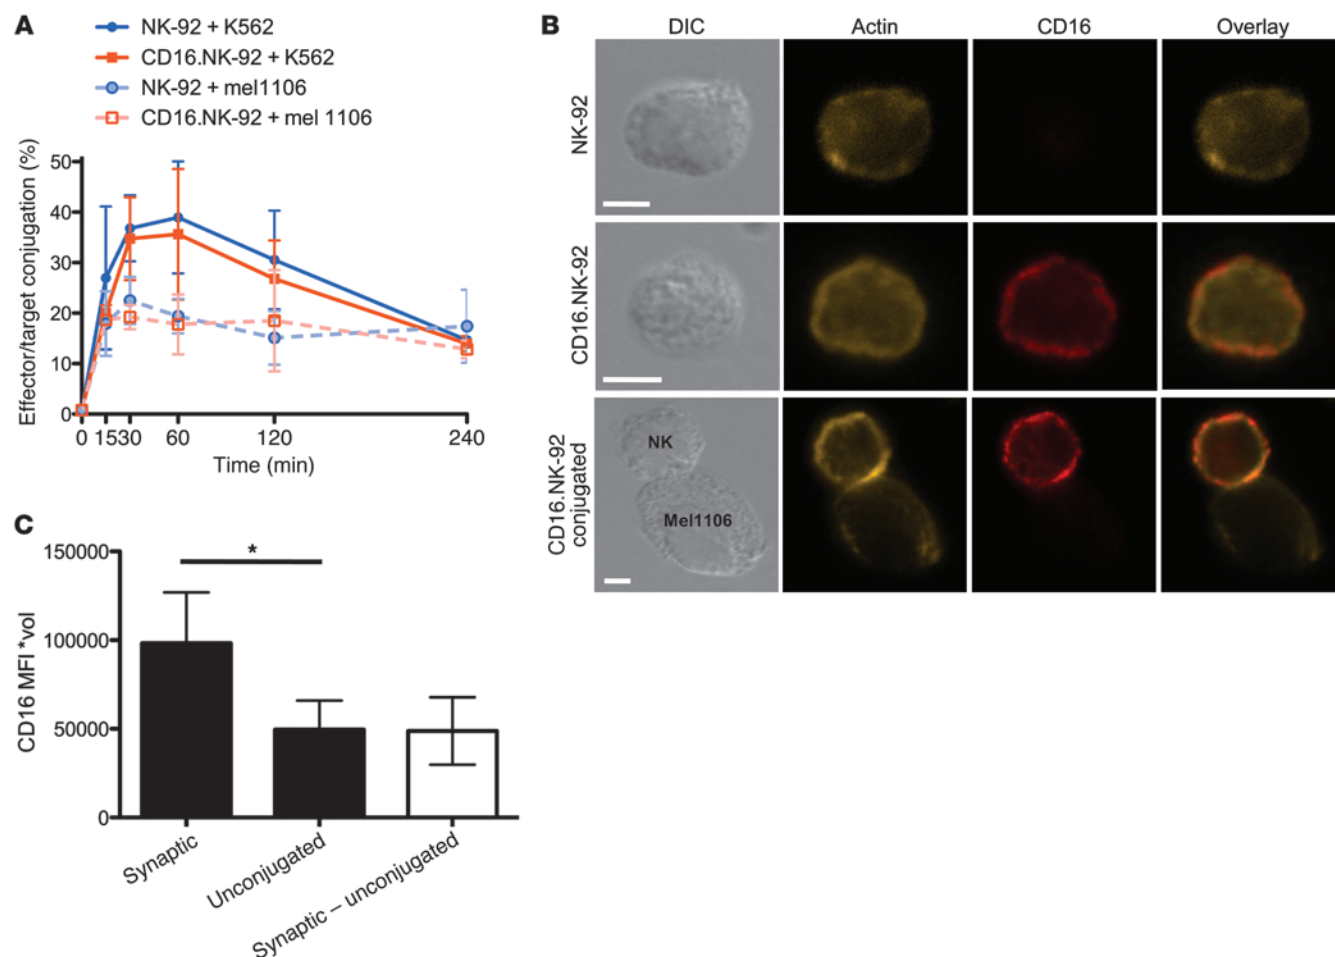 A
NK-92 + K562
CD16.NK-92 + K562
NK-92 + mel1106
CD16.NK-92 + mel 1106
Effector/target conjugation (%)
50
40
30
20
10
0
0 15 30 60 120 240
Time (min)
B
DIC Actin CD16 Overlay
NK-92
CD16.NK-92
CD16.NK-92
conjugated
NK
Mel1106
C
CD16 MFI *vol
150000
100000
50000
0
*
Synaptic
Unconjugated
Synaptic – unconjugated